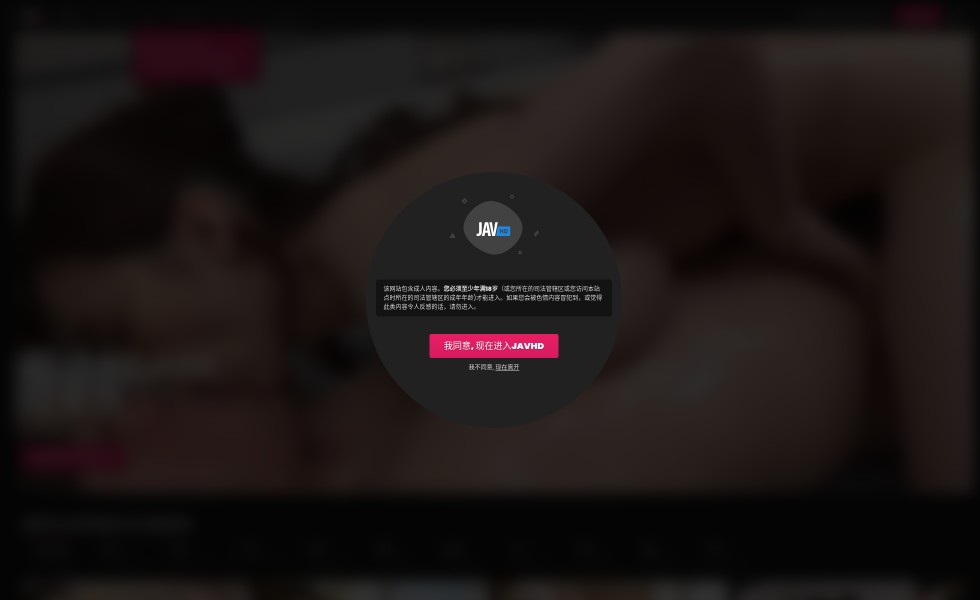 JAV HD
该网站包含成人内容。您必须至少年满18岁（或您所在的司法管辖区或您访问本站
点时所在的司法管辖区的成年年龄)才能进入。如果您会被色情内容冒犯到，或觉得
此类内容令人反感的话，请勿进入。
我同意, 现在进入JAVHD
我不同意, 现在离开